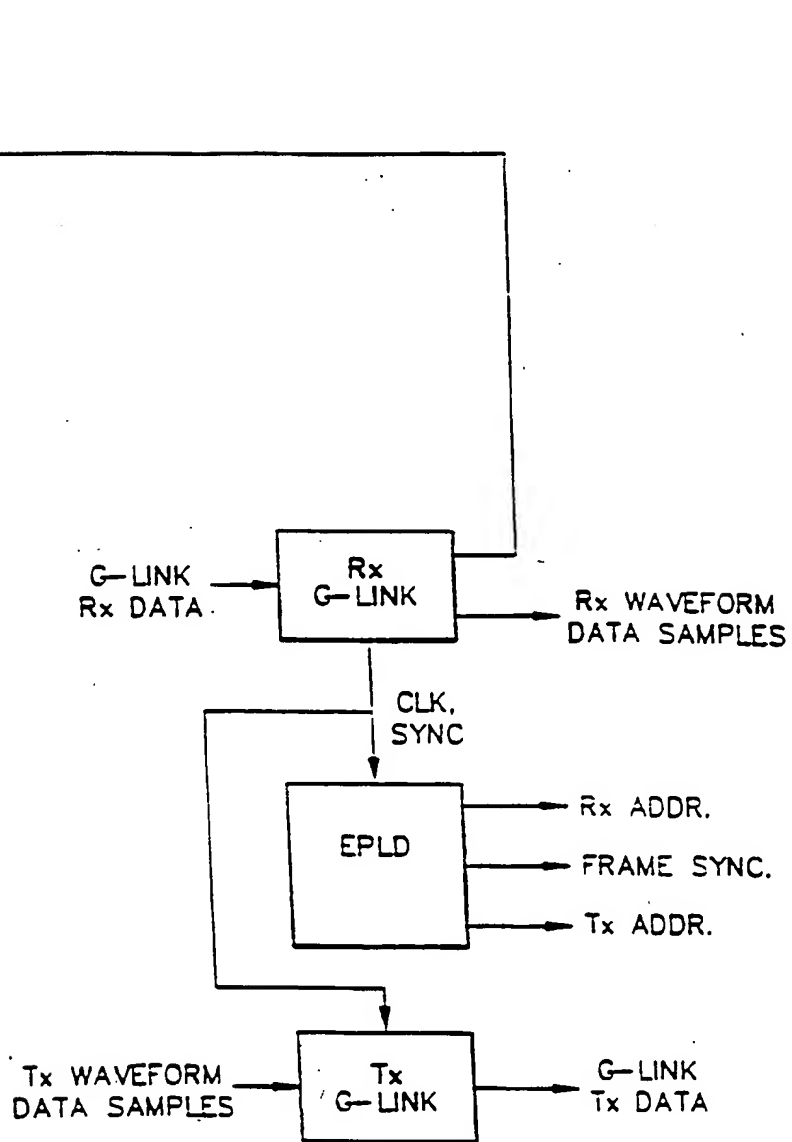 G-LINK
Rx DATA
Rx
G-LINK
Rx WAVEFORM
DATA SAMPLES
CLK,
SYNC
EPLD
Rx ADDR.
FRAME SYNC.
Tx ADDR.
Tx WAVEFORM
DATA SAMPLES
Tx
G-LINK
G-LINK
Tx DATA